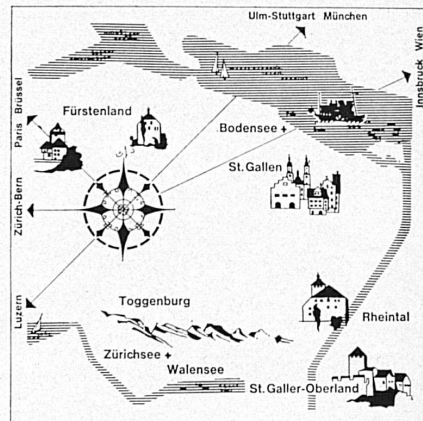 Ulm-Stuttgart München
Innsbruck Wien
Paris Brüssel
Fürstenland
Bodensee +
St. Gallen
Zürich-Bern
Luzern
Toggenburg
Rheintal
Zürichsee +
Walensee
St. Galler-Oberland